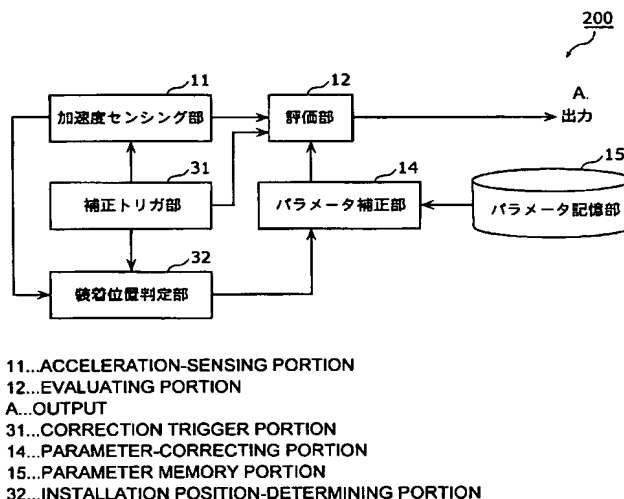 200
11
12
加速度センシング部
評価部
A.
出力
31
14
15
補正トリガ部
パラメータ補正部
パラメータ記憶部
32
装着位置判定部
11...ACCELERATION-SENSING PORTION
12...EVALUATING PORTION
A...OUTPUT
31...CORRECTION TRIGGER PORTION
14...PARAMETER-CORRECTING PORTION
15...PARAMETER MEMORY PORTION
32...INSTALLATION POSITION-DETERMINING PORTION